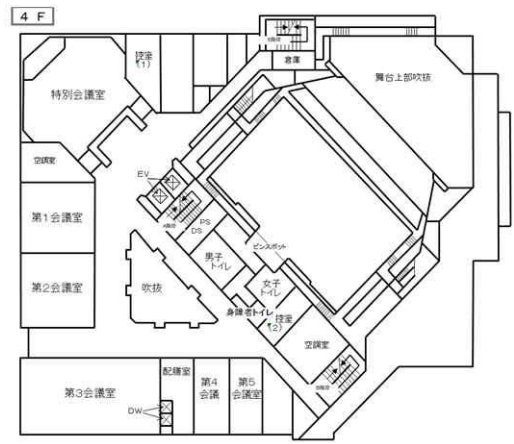 4 F
控室
(1)
倉庫
舞台上部吹抜
特別会議室
空調室
EV
第1会議室
PS
DS
ピンスポット
男子
トイレ
第2会議室
吹抜
女子
トイレ
身障者トイレ
控室
(2)
空調室
第3会議室
配膳室
第4
会議
第5
会議室
DW